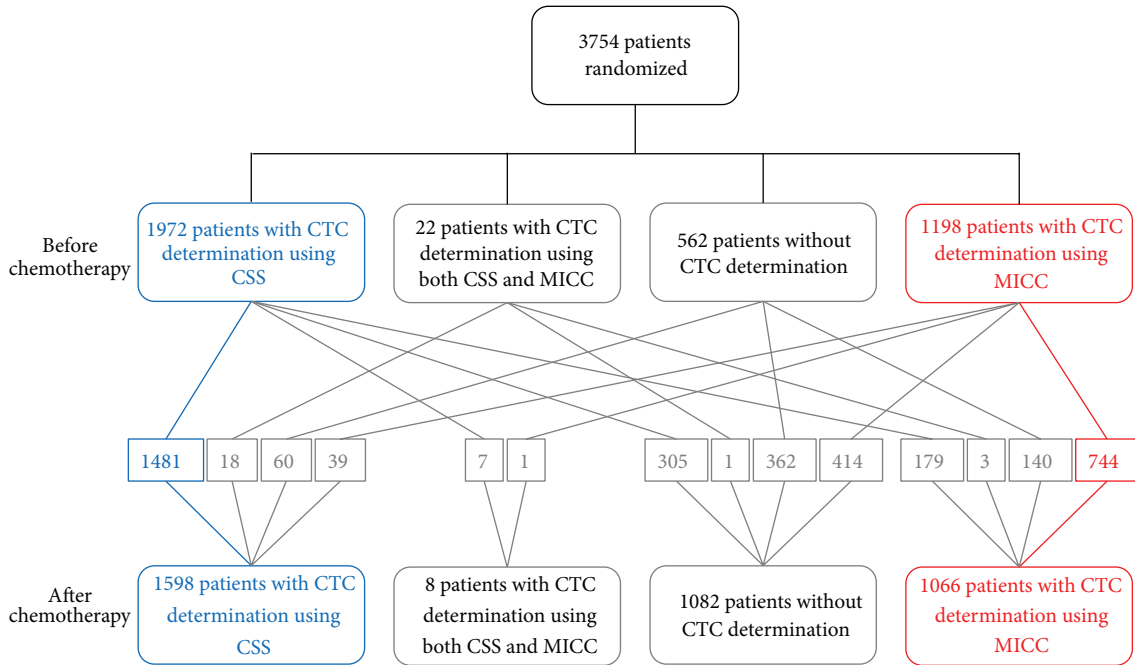 3754 patients
randomized
Before
chemotherapy
1972 patients with CTC
determination using
CSS
22 patients with CTC
determination using
both CSS and MICC
562 patients without
CTC determination
1198 patients with CTC
determination using
MICC
1481
18
60
39
7
1
305
1
362
414
179
3
140
744
After
chemotherapy
1598 patients with CTC
determination using
CSS
8 patients with CTC
determination using
both CSS and MICC
1082 patients without
CTC determination
1066 patients with CTC
determination using
MICC